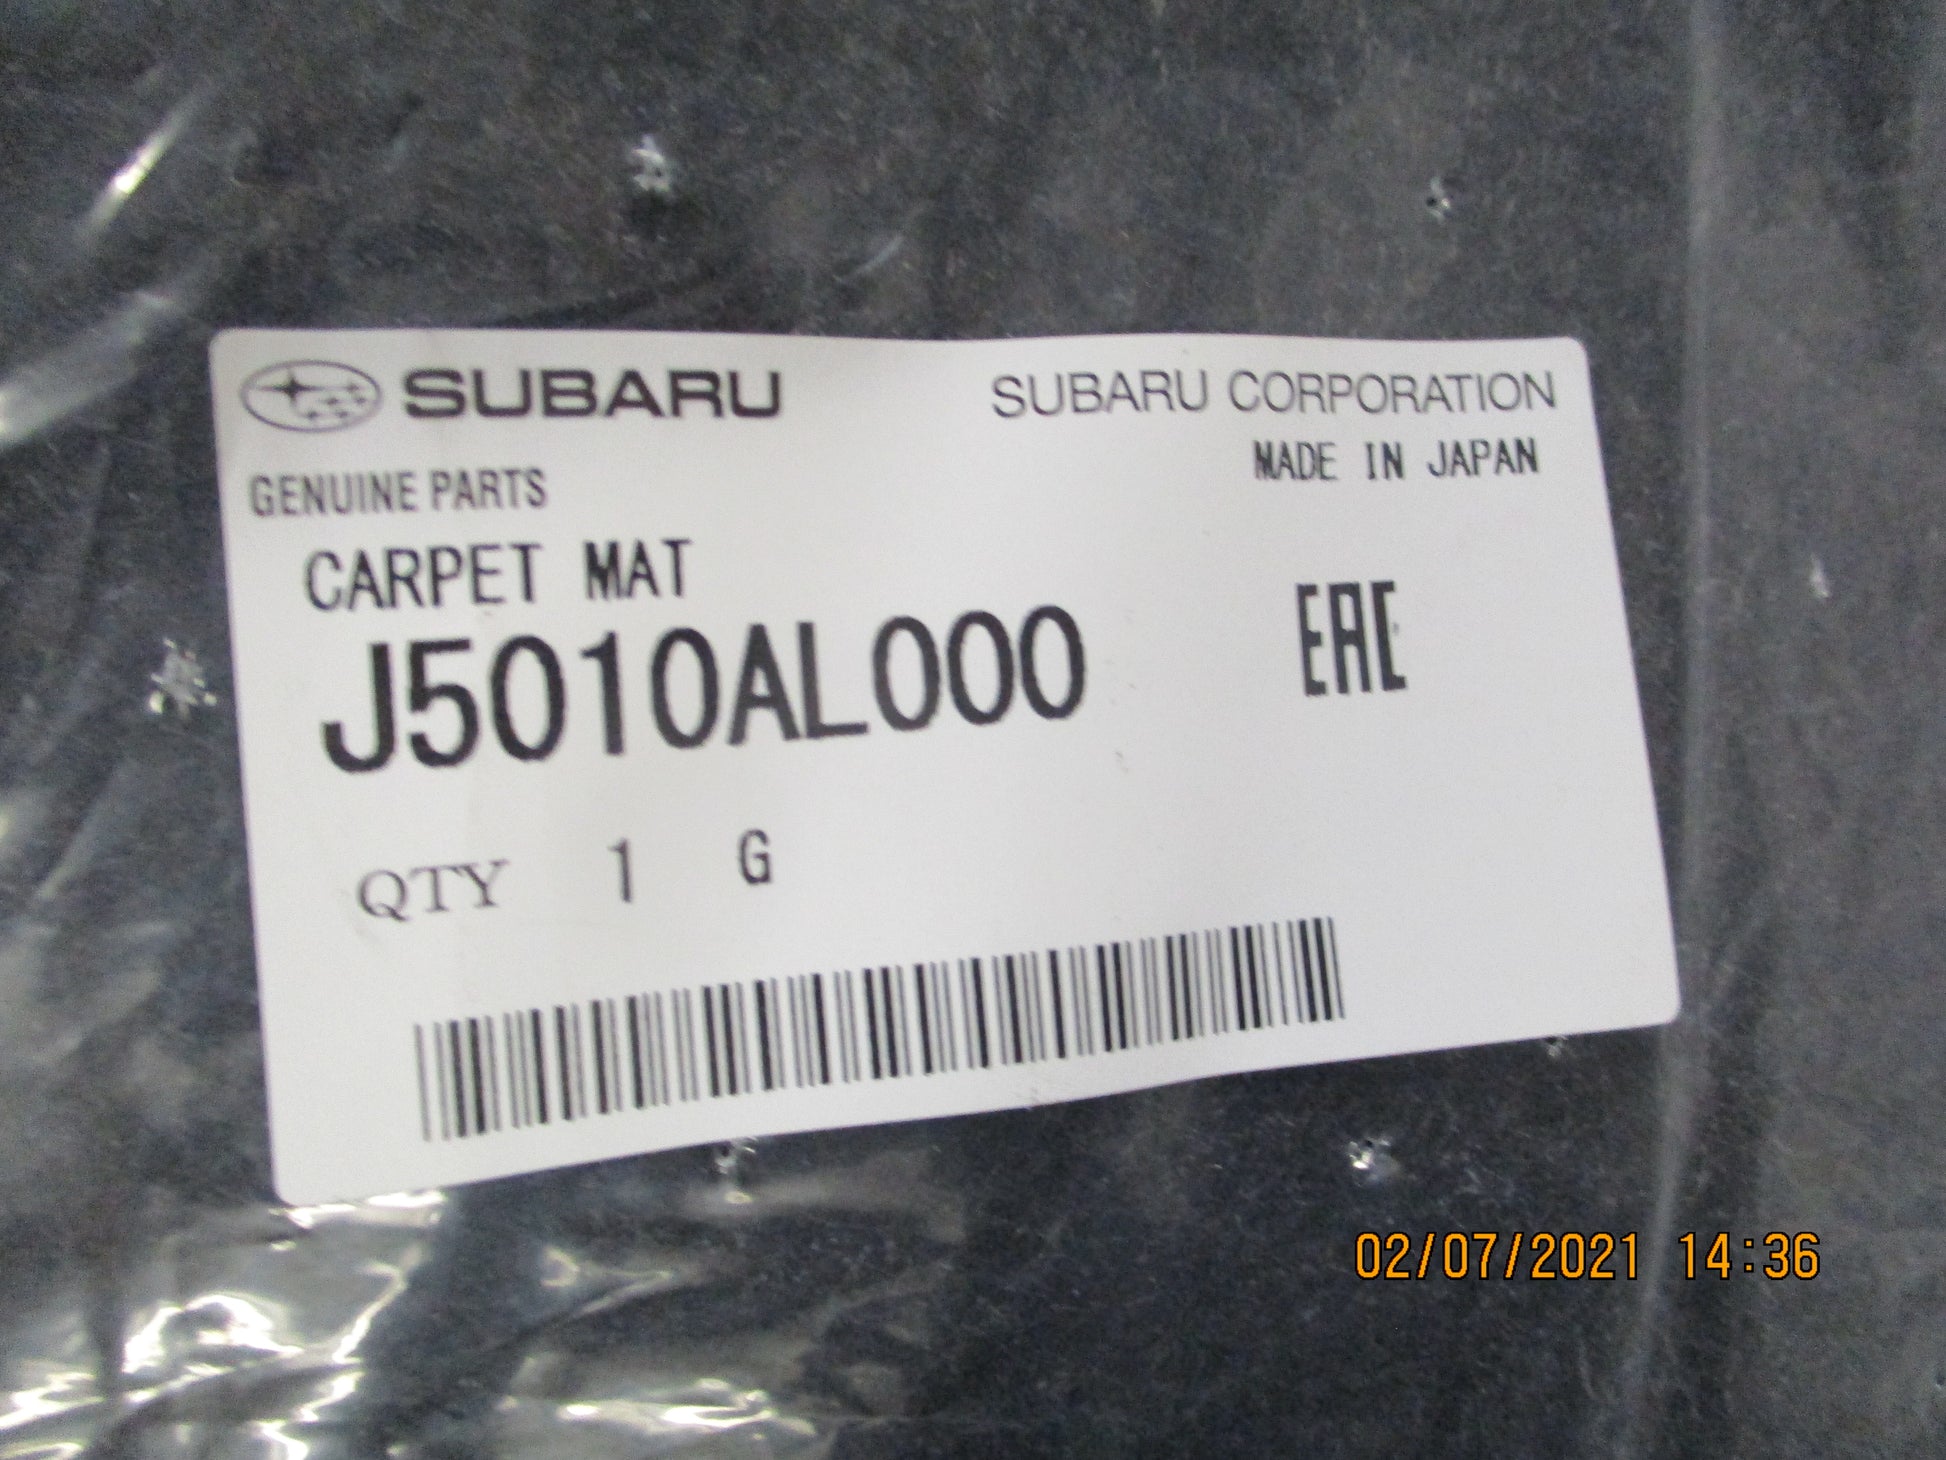 SUBARU
SUBARU CORPORATION
MADE IN JAPAN
GENUINE PARTS
CARPET MAT
J5010AL000
EAC
QTY 1 G
02/07/2021 14:36